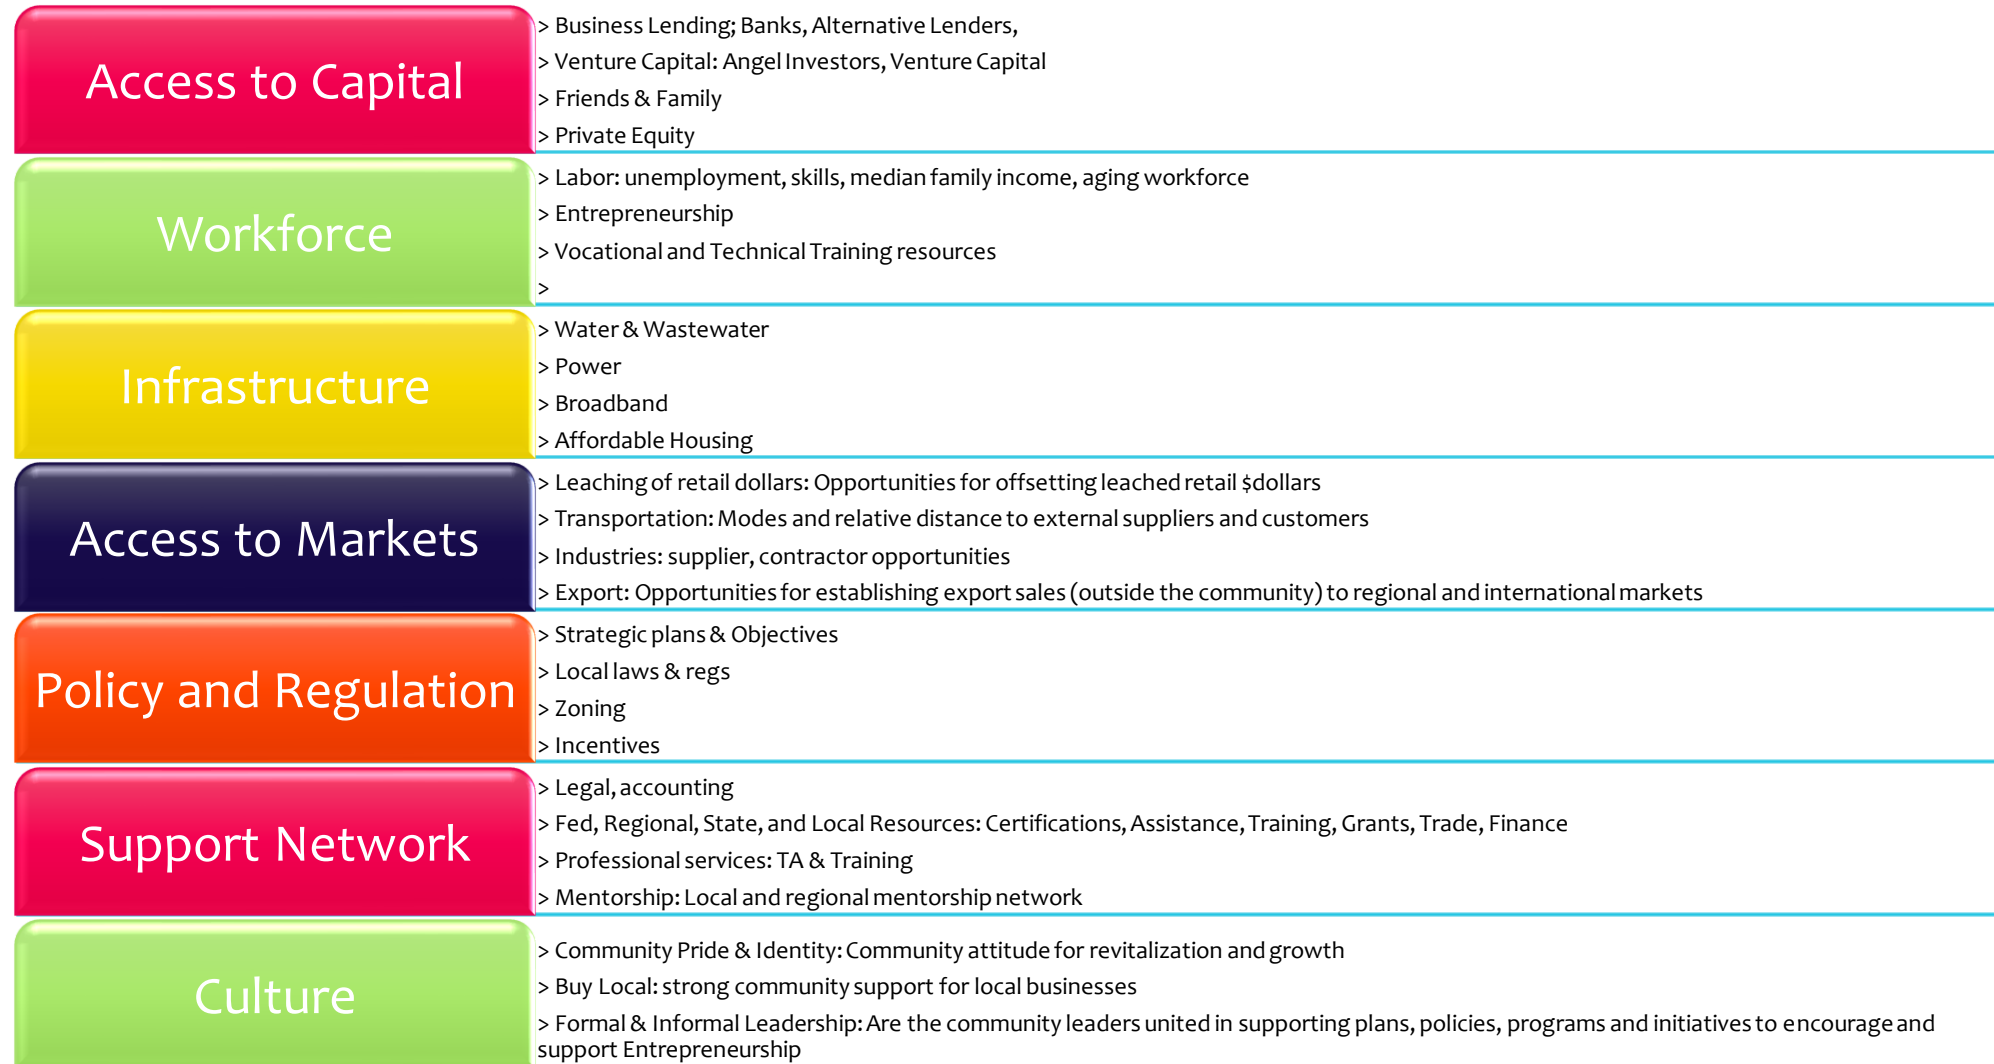 Access to Capital
> Business Lending; Banks, Alternative Lenders,
> Venture Capital: Angel Investors, Venture Capital
> Friends & Family
> Private Equity
Workforce
> Labor: unemployment, skills, median family income, aging workforce
> Entrepreneurship
> Vocational and Technical Training resources
>
Infrastructure
> Water & Wastewater
> Power
> Broadband
> Affordable Housing
Access to Markets
> Leaching of retail dollars: Opportunities for offsetting leached retail $dollars
> Transportation: Modes and relative distance to external suppliers and customers
> Industries: supplier, contractor opportunities
> Export: Opportunities for establishing export sales (outside the community) to regional and international markets
Policy and Regulation
> Strategic plans & Objectives
> Local laws & regs
> Zoning
> Incentives
Support Network
> Legal, accounting
> Fed, Regional, State, and Local Resources: Certifications, Assistance, Training, Grants, Trade, Finance
> Professional services: TA & Training
> Mentorship: Local and regional mentorship network
Culture
> Community Pride & Identity: Community attitude for revitalization and growth
> Buy Local: strong community support for local businesses
> Formal & Informal Leadership: Are the community leaders united in supporting plans, policies, programs and initiatives to encourage and
support Entrepreneurship